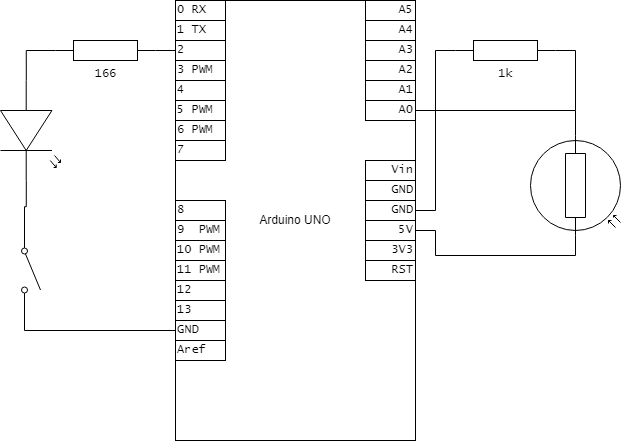 0 RX
1 TX
2
3 PWM
4
5 PWM
6 PWM
7
8
9 PWM
10 PWM
11 PWM
12
13
GND
Aref
166
Arduino UNO
A5
A4
A3
A2
A1
A0
Vin
GND
GND
5V
3V3
RST
1k